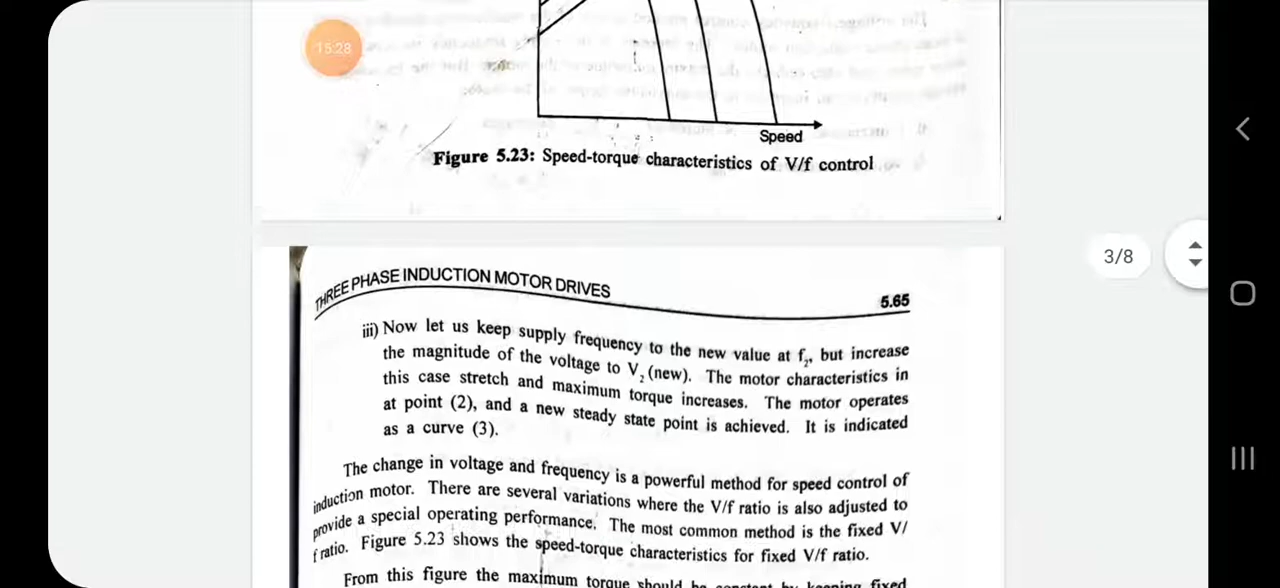 15:28
Speed
Figure 5.23: Speed-torque characteristics of V/f control
3/8
THREE PHASE INDUCTION MOTOR DRIVES
5.65
iii) Now let us keep supply frequency to the new value at f₂, but increase
the magnitude of the voltage to V₂ (new). The motor characteristics in
this case stretch and maximum torque increases. The motor operates
at point (2), and a new steady state point is achieved. It is indicated
as a curve (3).
The change in voltage and frequency is a powerful method for speed control of
induction motor. There are several variations where the V/f ratio is also adjusted to
provide a special operating performance. The most common method is the fixed V/
f ratio. Figure 5.23 shows the speed-torque characteristics for fixed V/f ratio.
From this figure the maximum torque should be constant by keeping fixed